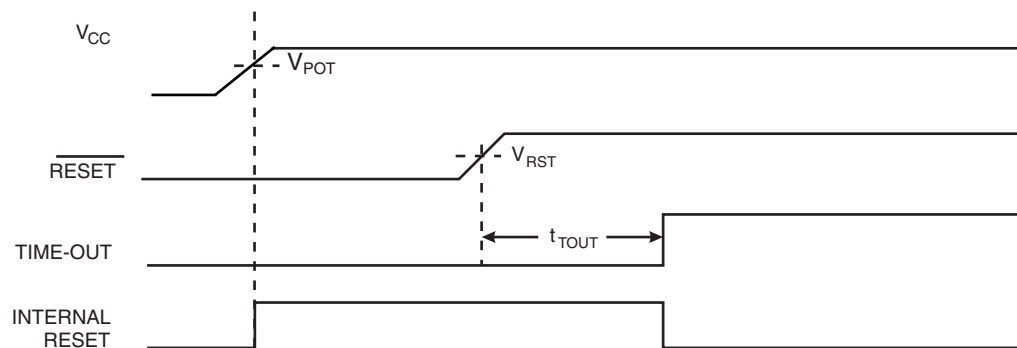 VCC
VPOT
RESET
VRST
TIME-OUT
tTOUT
INTERNAL
RESET